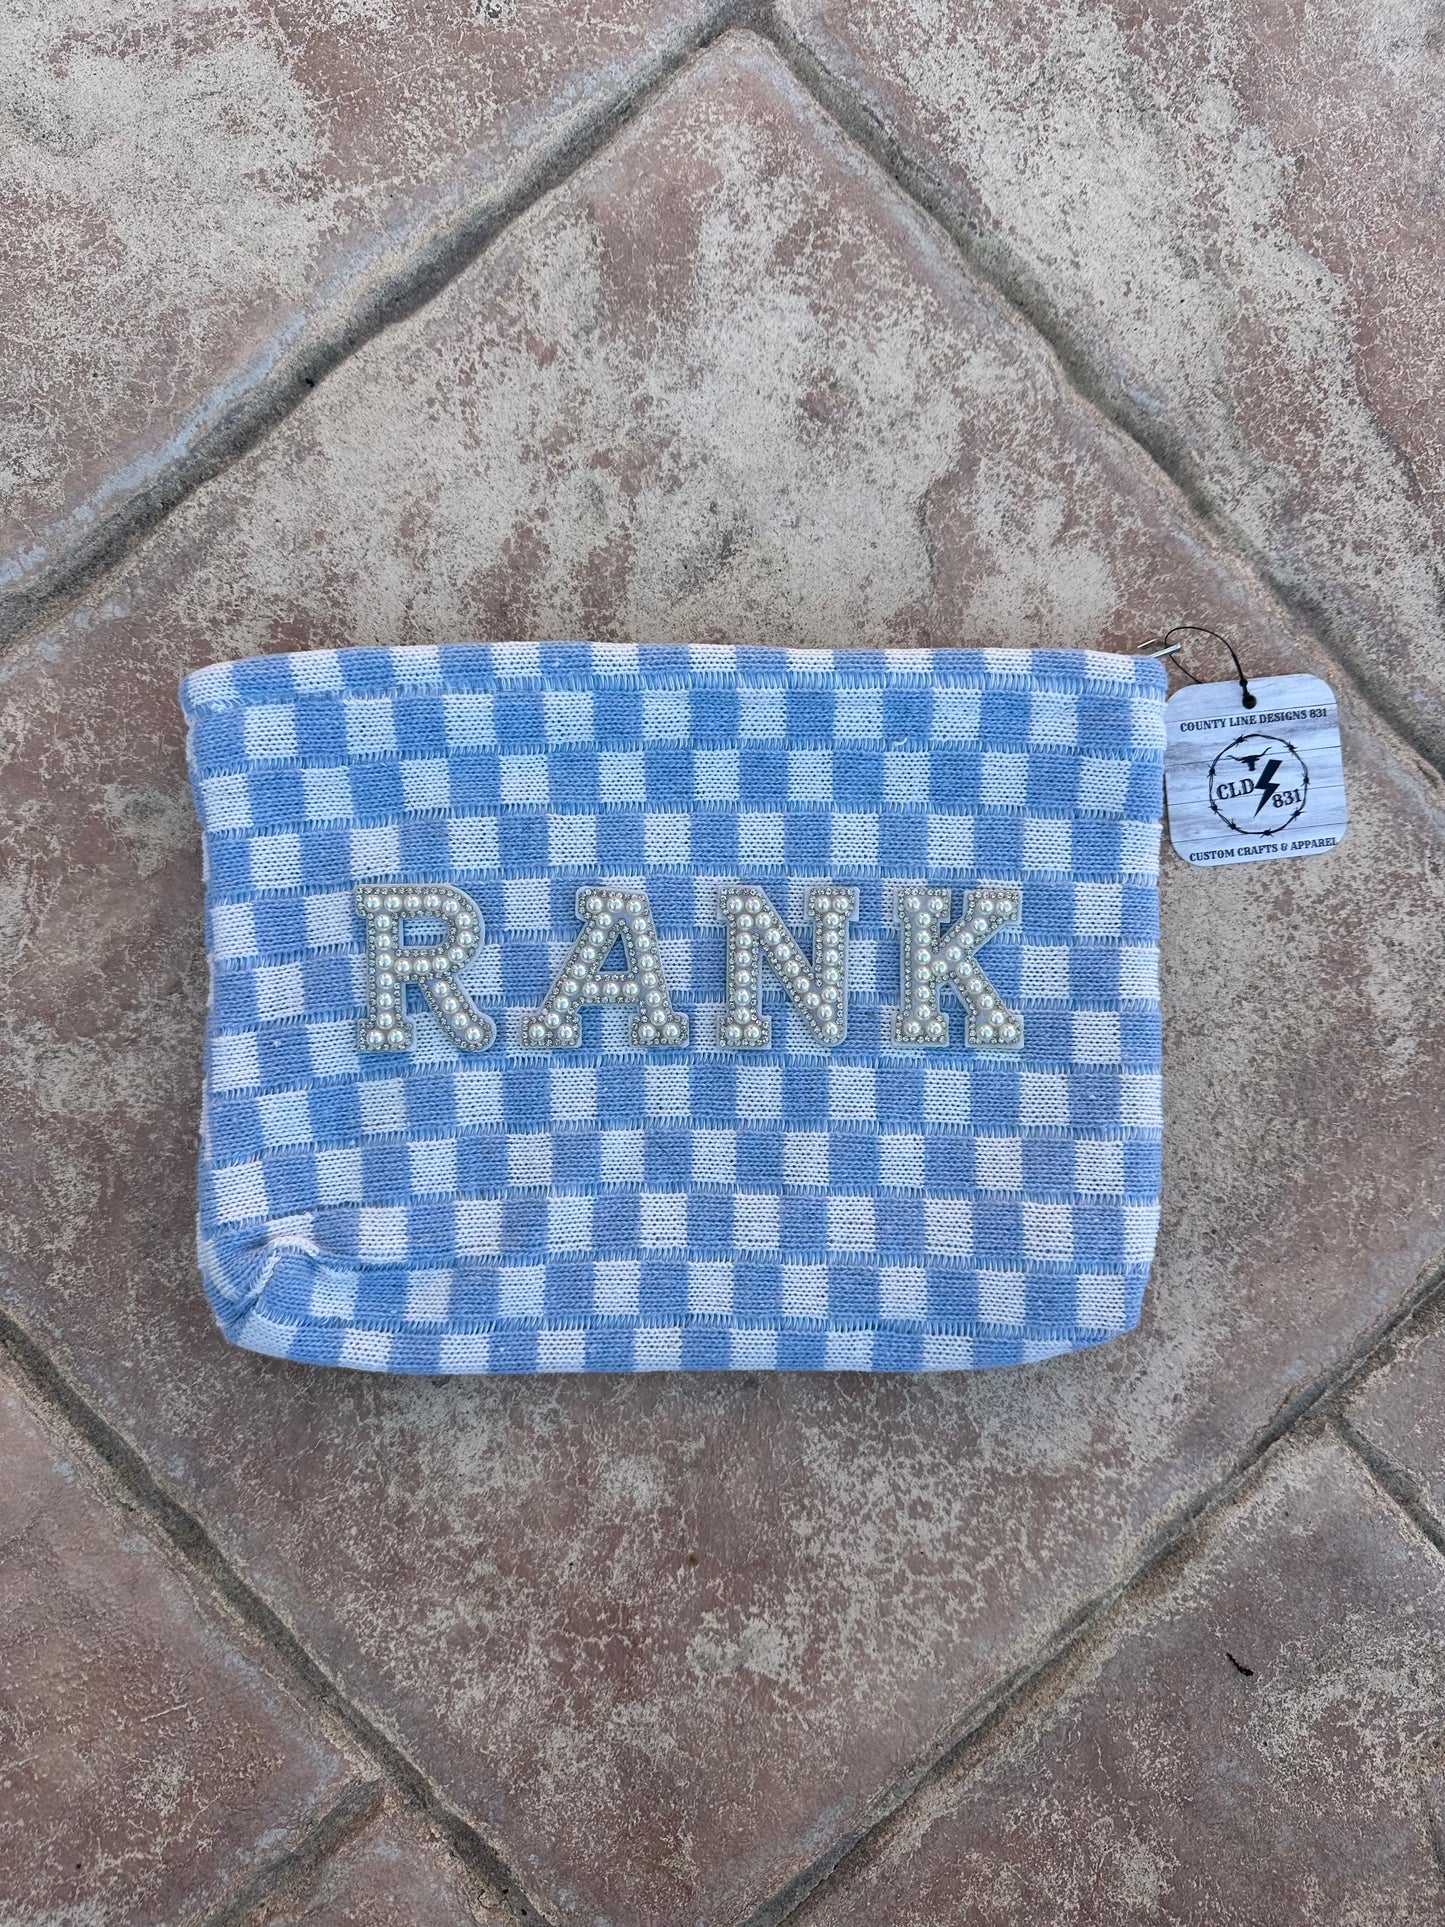 COUNTY LINE DESIGNS 831
CLD
831
CUSTOM CRAFTS & APPAREL
RANK